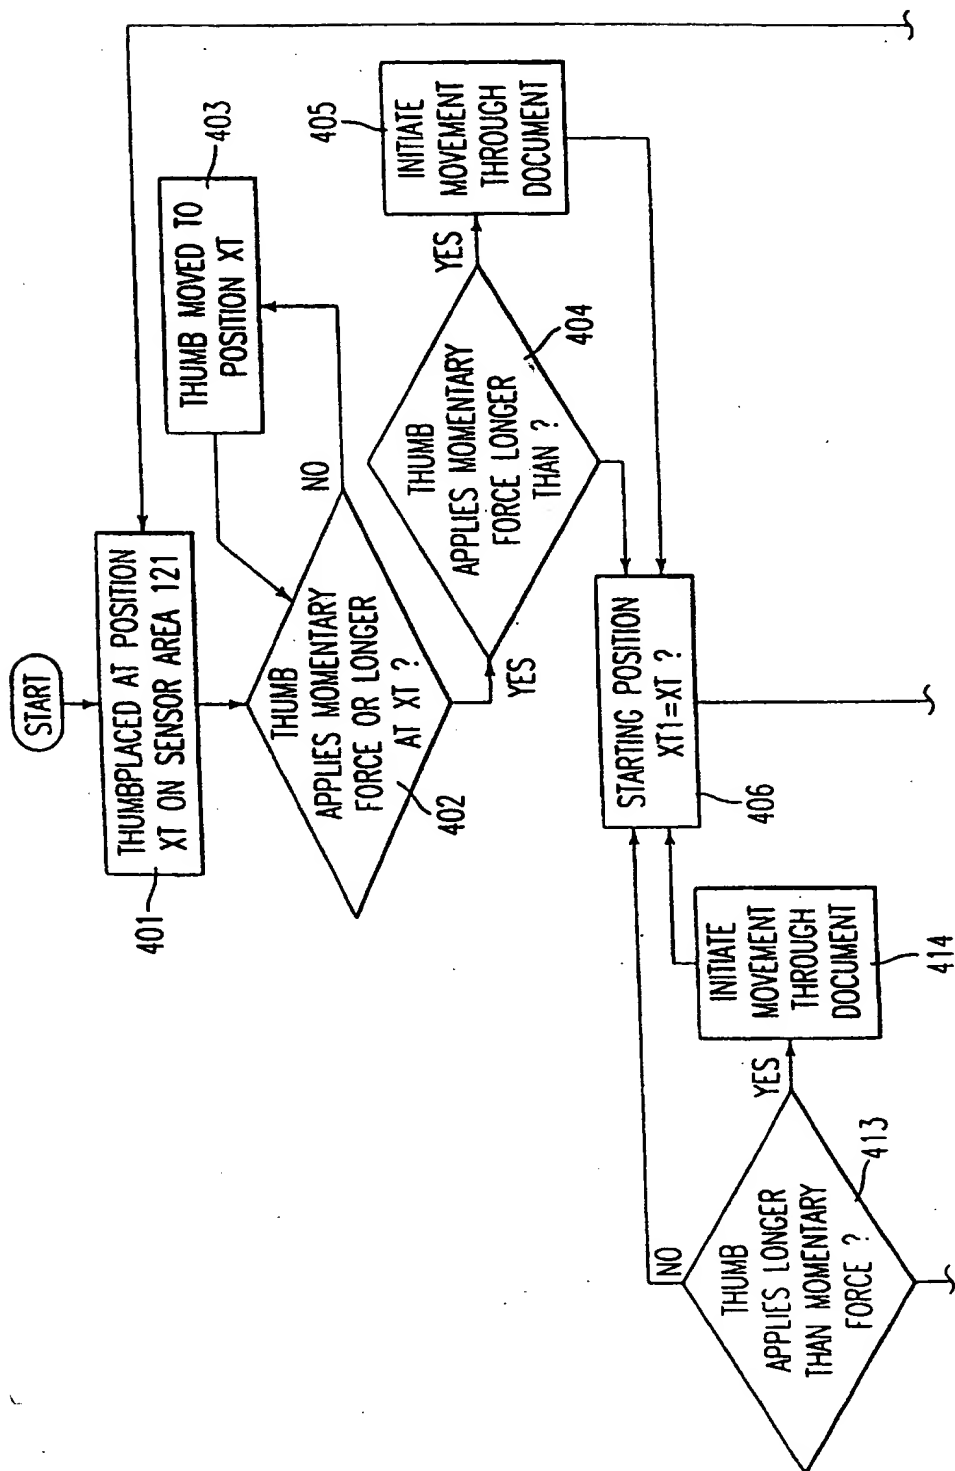 START
THUMBPLACED AT POSITION
XT ON SENSOR AREA 121
401
THUMB
APPLIES MOMENTARY
FORCE OR LONGER
AT XT ?
402
NO
YES
THUMB MOVED TO
POSITION XT
403
THUMB
APPLIES MOMENTARY
FORCE LONGER
THAN ?
404
YES
INITIATE
MOVEMENT
THROUGH
DOCUMENT
405
STARTING POSITION
XT1=XT ?
406
THUMB
APPLIES LONGER
THAN MOMENTARY
FORCE ?
413
NO
YES
INITIATE
MOVEMENT
THROUGH
DOCUMENT
414